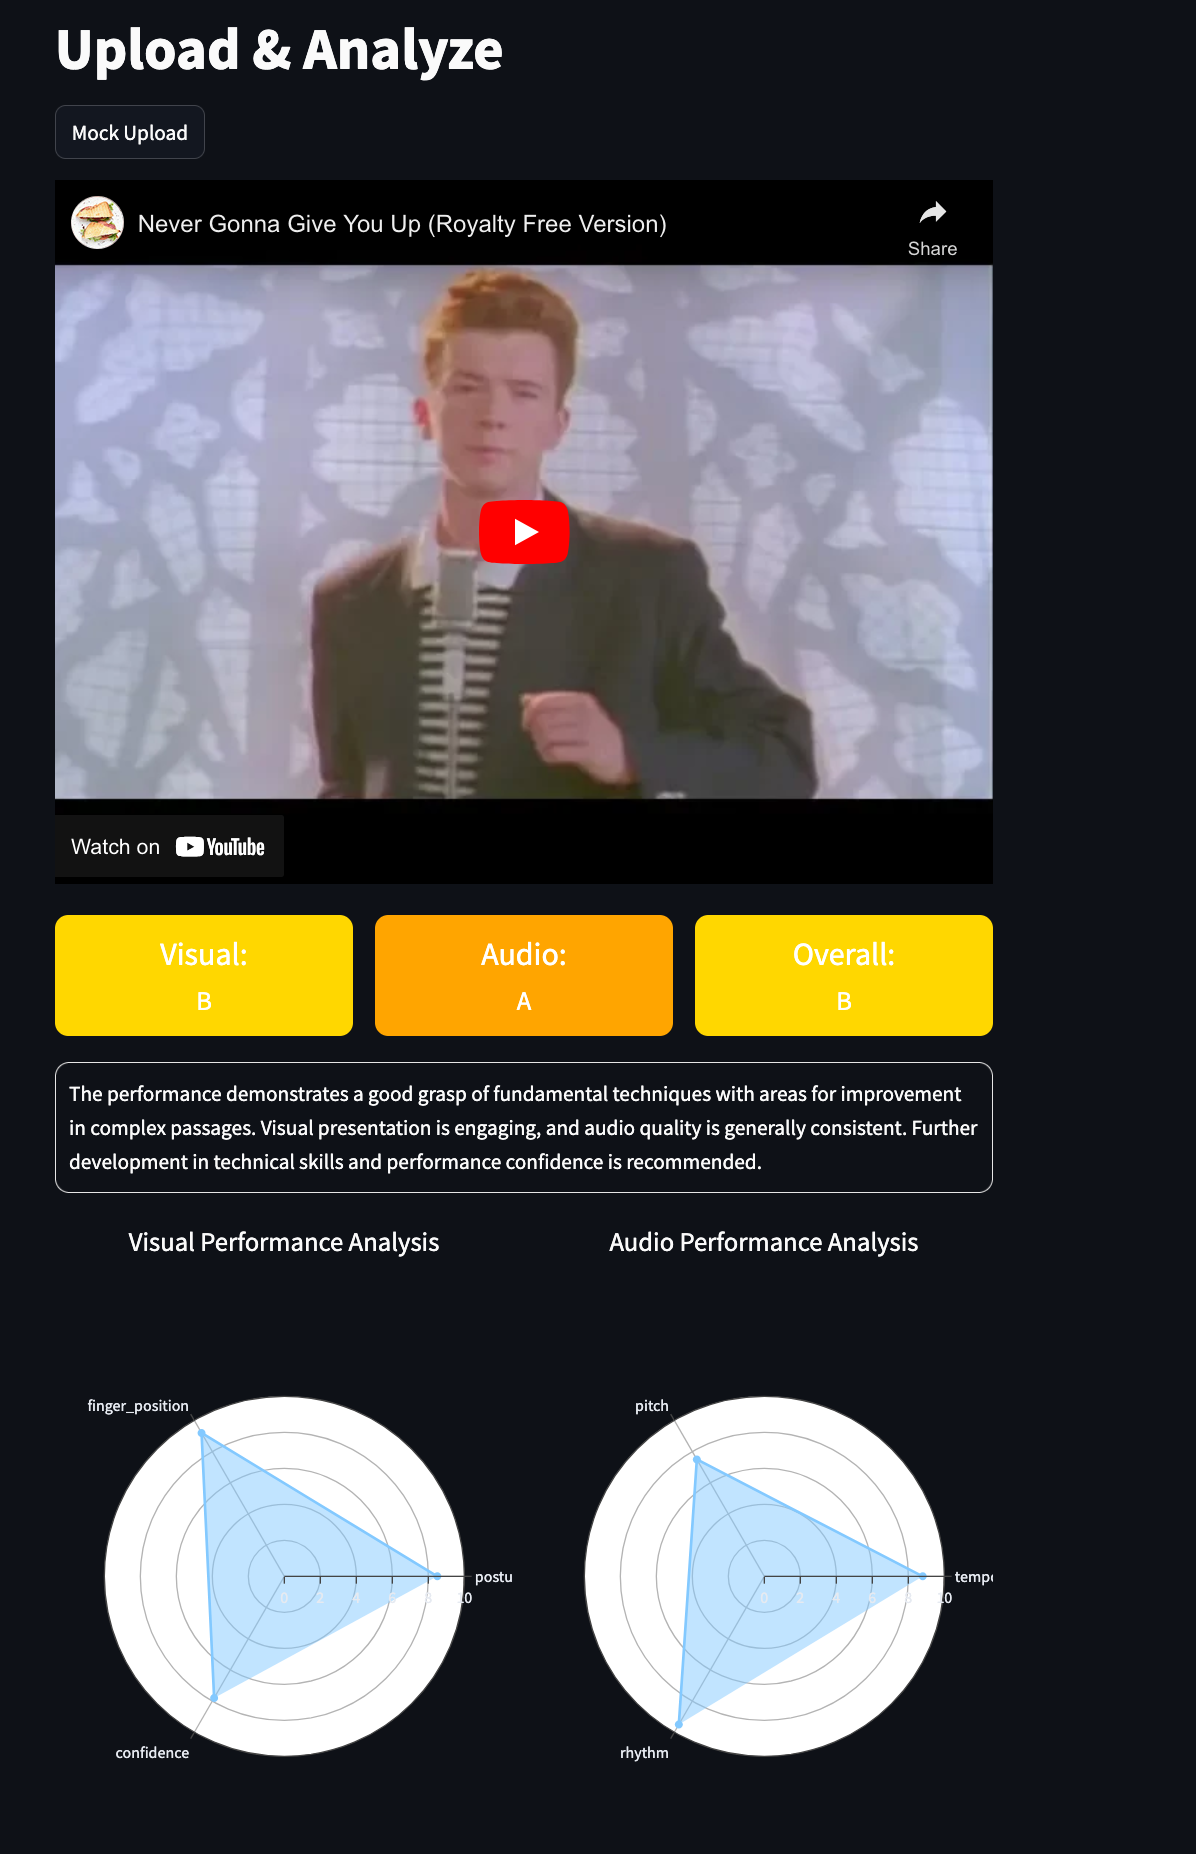 Upload & Analyze
Mock Upload
Never Gonna Give You Up (Royalty Free Version)
Share
Watch on YouTube
Visual:
B
Audio:
A
Overall:
B
The performance demonstrates a good grasp of fundamental techniques with areas for improvement
in complex passages. Visual presentation is engaging, and audio quality is generally consistent. Further
development in technical skills and performance confidence is recommended.
Visual Performance Analysis
finger_position
postu
0 2 4 6 8 10
confidence
Audio Performance Analysis
pitch
tempo
0 2 4 6 8 10
rhythm